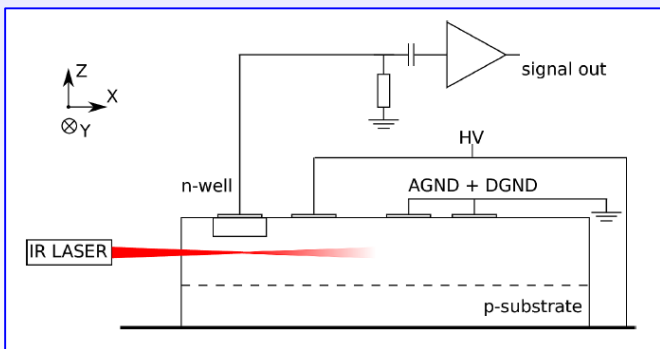 Z
X
Y
signal out
HV
n-well
AGND + DGND
IR LASER
p-substrate